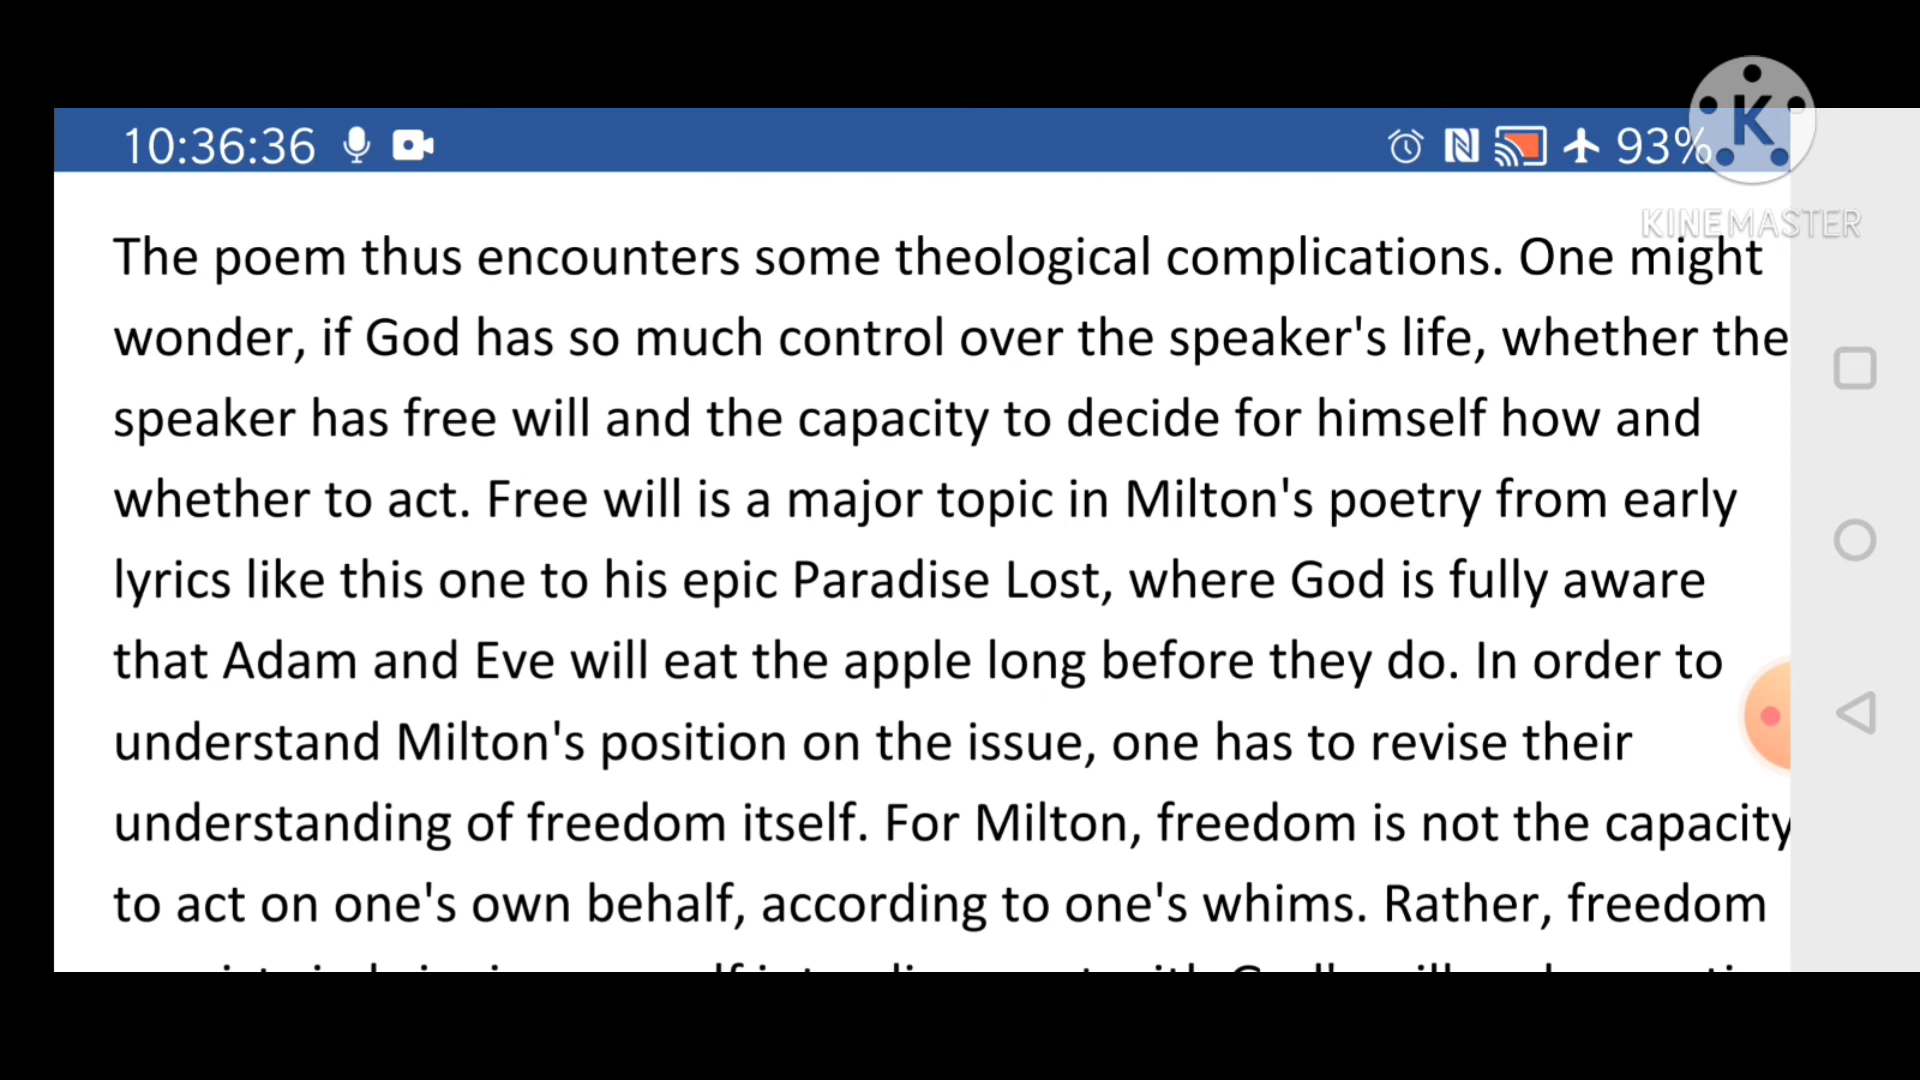 10:36:36 93%
K
KINEMASTER
The poem thus encounters some theological complications. One might
wonder, if God has so much control over the speaker's life, whether the
speaker has free will and the capacity to decide for himself how and
whether to act. Free will is a major topic in Milton's poetry from early
lyrics like this one to his epic Paradise Lost, where God is fully aware
that Adam and Eve will eat the apple long before they do. In order to
understand Milton's position on the issue, one has to revise their
understanding of freedom itself. For Milton, freedom is not the capacity
to act on one's own behalf, according to one's whims. Rather, freedom